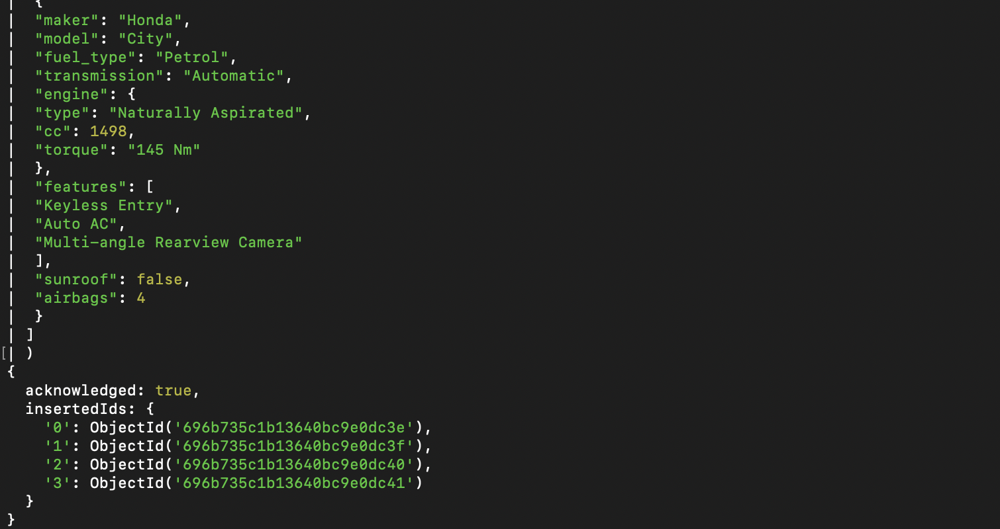 |  {
|  "maker": "Honda",
|  "model": "City",
|  "fuel_type": "Petrol",
|  "transmission": "Automatic",
|  "engine": {
|  "type": "Naturally Aspirated",
|  "cc": 1498,
|  "torque": "145 Nm"
|  },
|  "features": [
|  "Keyless Entry",
|  "Auto AC",
|  "Multi-angle Rearview Camera"
|  ],
|  "sunroof": false,
|  "airbags": 4
|  }
| ]
[| )
{
  acknowledged: true,
  insertedIds: {
    '0': ObjectId('696b735c1b13640bc9e0dc3e'),
    '1': ObjectId('696b735c1b13640bc9e0dc3f'),
    '2': ObjectId('696b735c1b13640bc9e0dc40'),
    '3': ObjectId('696b735c1b13640bc9e0dc41')
  }
}